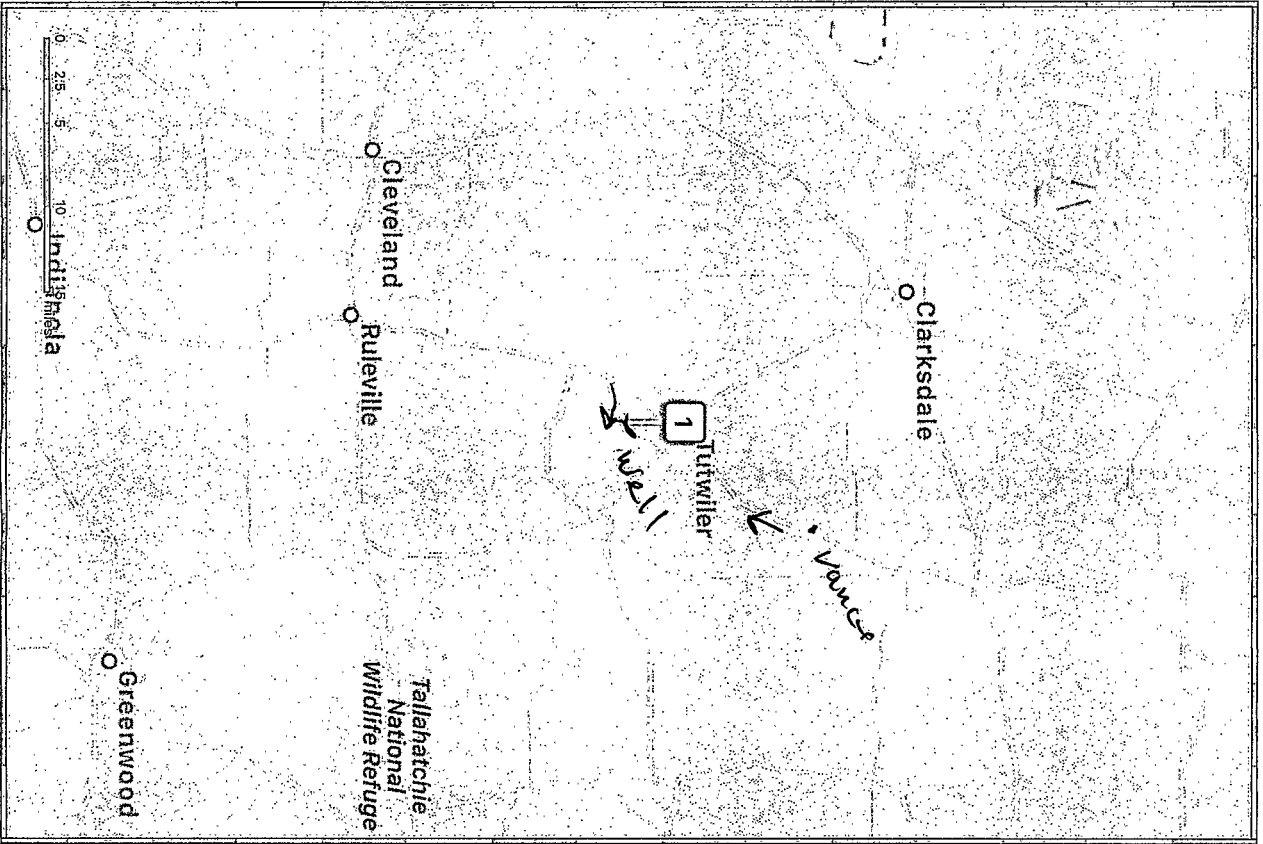 Clarksdale
1
Tutwiler
Vance
Well
Cleveland
Ruleville
Tallahatchie
National
Wildlife Refuge
0 2.5 5 10 15
miles
Greenwood